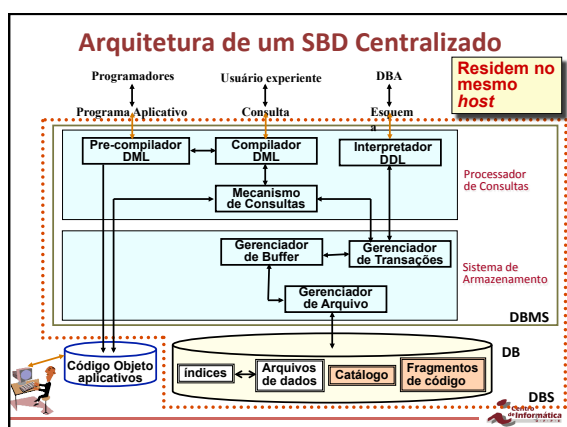 Arquitetura de um SBD Centralizado
Residem no
mesmo
host
Programadores
Usuário experiente
DBA
Programa Aplicativo
Consulta
Esquem
a
Pre-compilador
DML
Compilador
DML
Interpretador
DDL
Processador
de Consultas
Mecanismo
de Consultas
Gerenciador
de Buffer
Gerenciador
de Transações
Sistema de
Armazenamento
Gerenciador
de Arquivo
DBMS
DB
Código Objeto
aplicativos
índices
Arquivos
de dados
Catálogo
Fragmentos
de código
DBS
Centro
de Informática